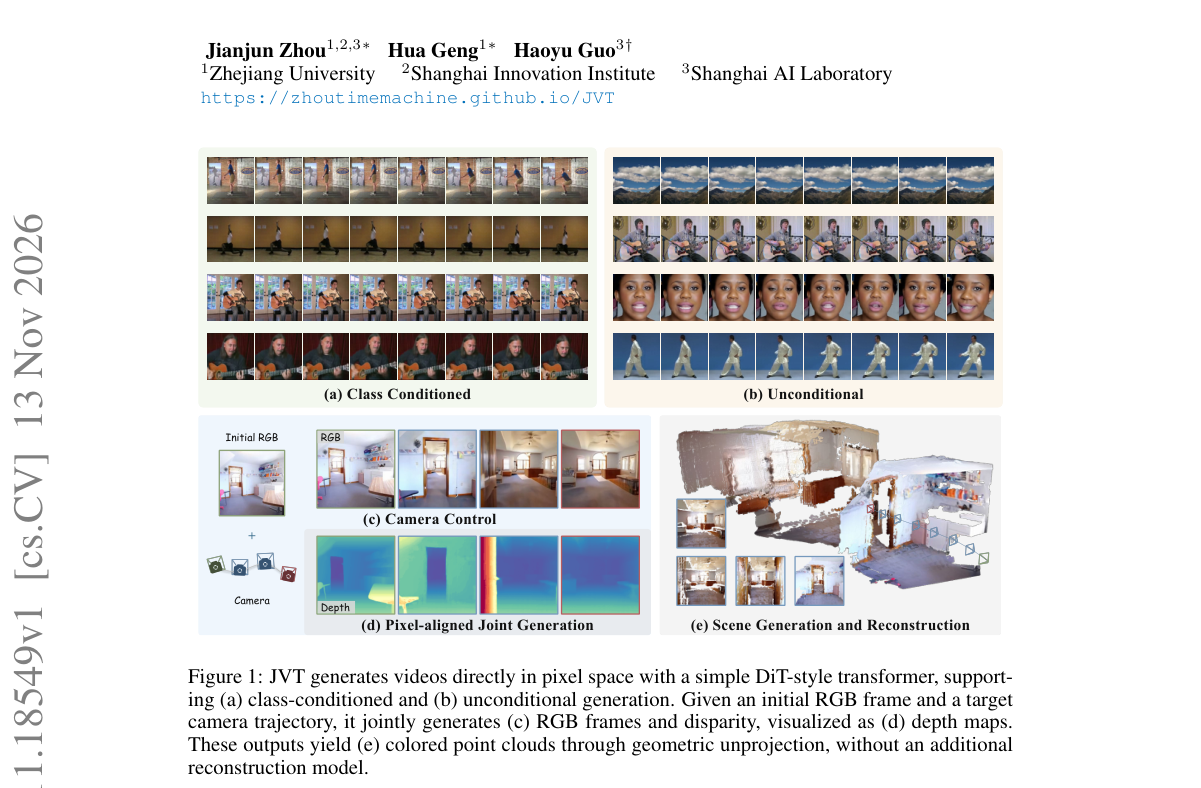 Jianjun Zhou1,2,3∗ Hua Geng1∗ Haoyu Guo3†
1Zhejiang University 2Shanghai Innovation Institute 3Shanghai AI Laboratory
https://zhoutimemachine.github.io/JVT
1.18549v1 [cs.CV] 13 Nov 2026
(a) Class Conditioned
(b) Unconditional
Initial RGB
RGB
(c) Camera Control
+
Camera
Depth
(d) Pixel-aligned Joint Generation
(e) Scene Generation and Reconstruction
Figure 1: JVT generates videos directly in pixel space with a simple DiT-style transformer, support-
ing (a) class-conditioned and (b) unconditional generation. Given an initial RGB frame and a target
camera trajectory, it jointly generates (c) RGB frames and disparity, visualized as (d) depth maps.
These outputs yield (e) colored point clouds through geometric unprojection, without an additional
reconstruction model.